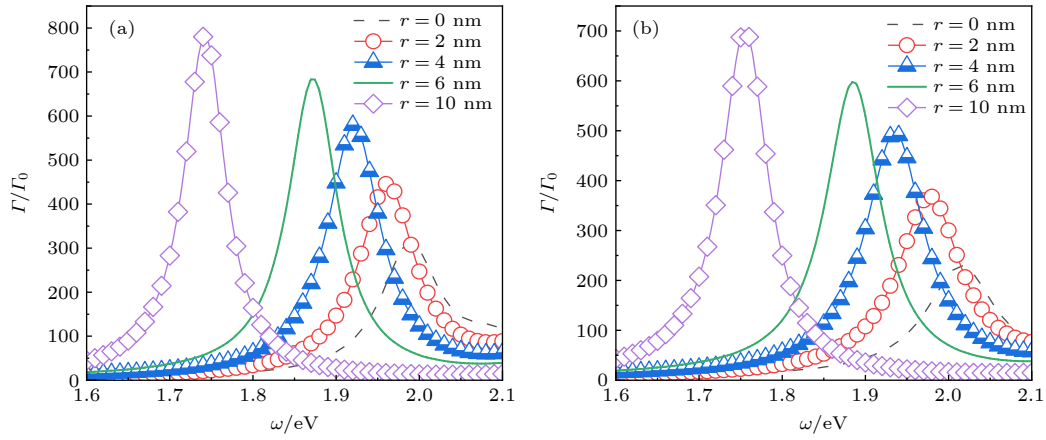 (a)
r = 0 nm
r = 2 nm
r = 4 nm
r = 6 nm
r = 10 nm
800
700
600
500
400
300
200
100
0
Γ/Γ0
1.6 1.7 1.8 1.9 2.0 2.1
ω/eV
(b)
r = 0 nm
r = 2 nm
r = 4 nm
r = 6 nm
r = 10 nm
700
600
500
400
300
200
100
0
Γ/Γ0
1.6 1.7 1.8 1.9 2.0 2.1
ω/eV